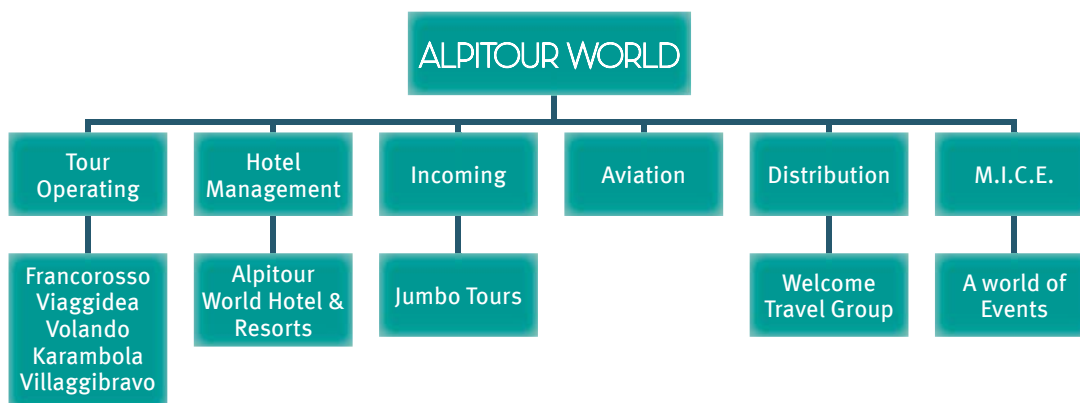 ALPITOUR WORLD
Tour
Operating
Hotel
Management
Incoming
Aviation
Distribution
M.I.C.E.
Francorosso
Viaggidea
Volando
Karambola
Villaggibravo
Alpitour
World Hotel &
Resorts
Jumbo Tours
Welcome
Travel Group
A world of
Events